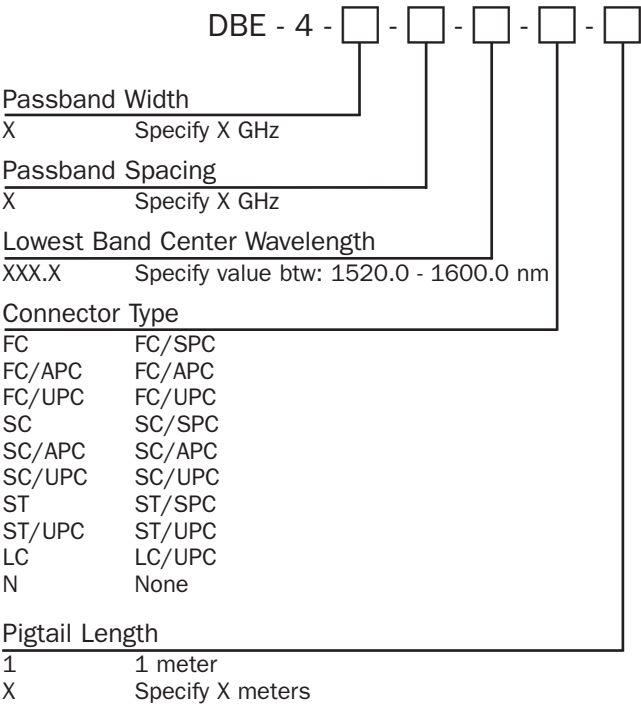 DBE - 4 - - - - -
Passband Width
X Specify X GHz
Passband Spacing
X Specify X GHz
Lowest Band Center Wavelength
XXX.X Specify value btw: 1520.0 - 1600.0 nm
Connector Type
FC FC/SPC
FC/APC FC/APC
FC/UPC FC/UPC
SC SC/SPC
SC/APC SC/APC
SC/UPC SC/UPC
ST ST/SPC
ST/UPC ST/UPC
LC LC/UPC
N None
Pigtail Length
1 1 meter
X Specify X meters